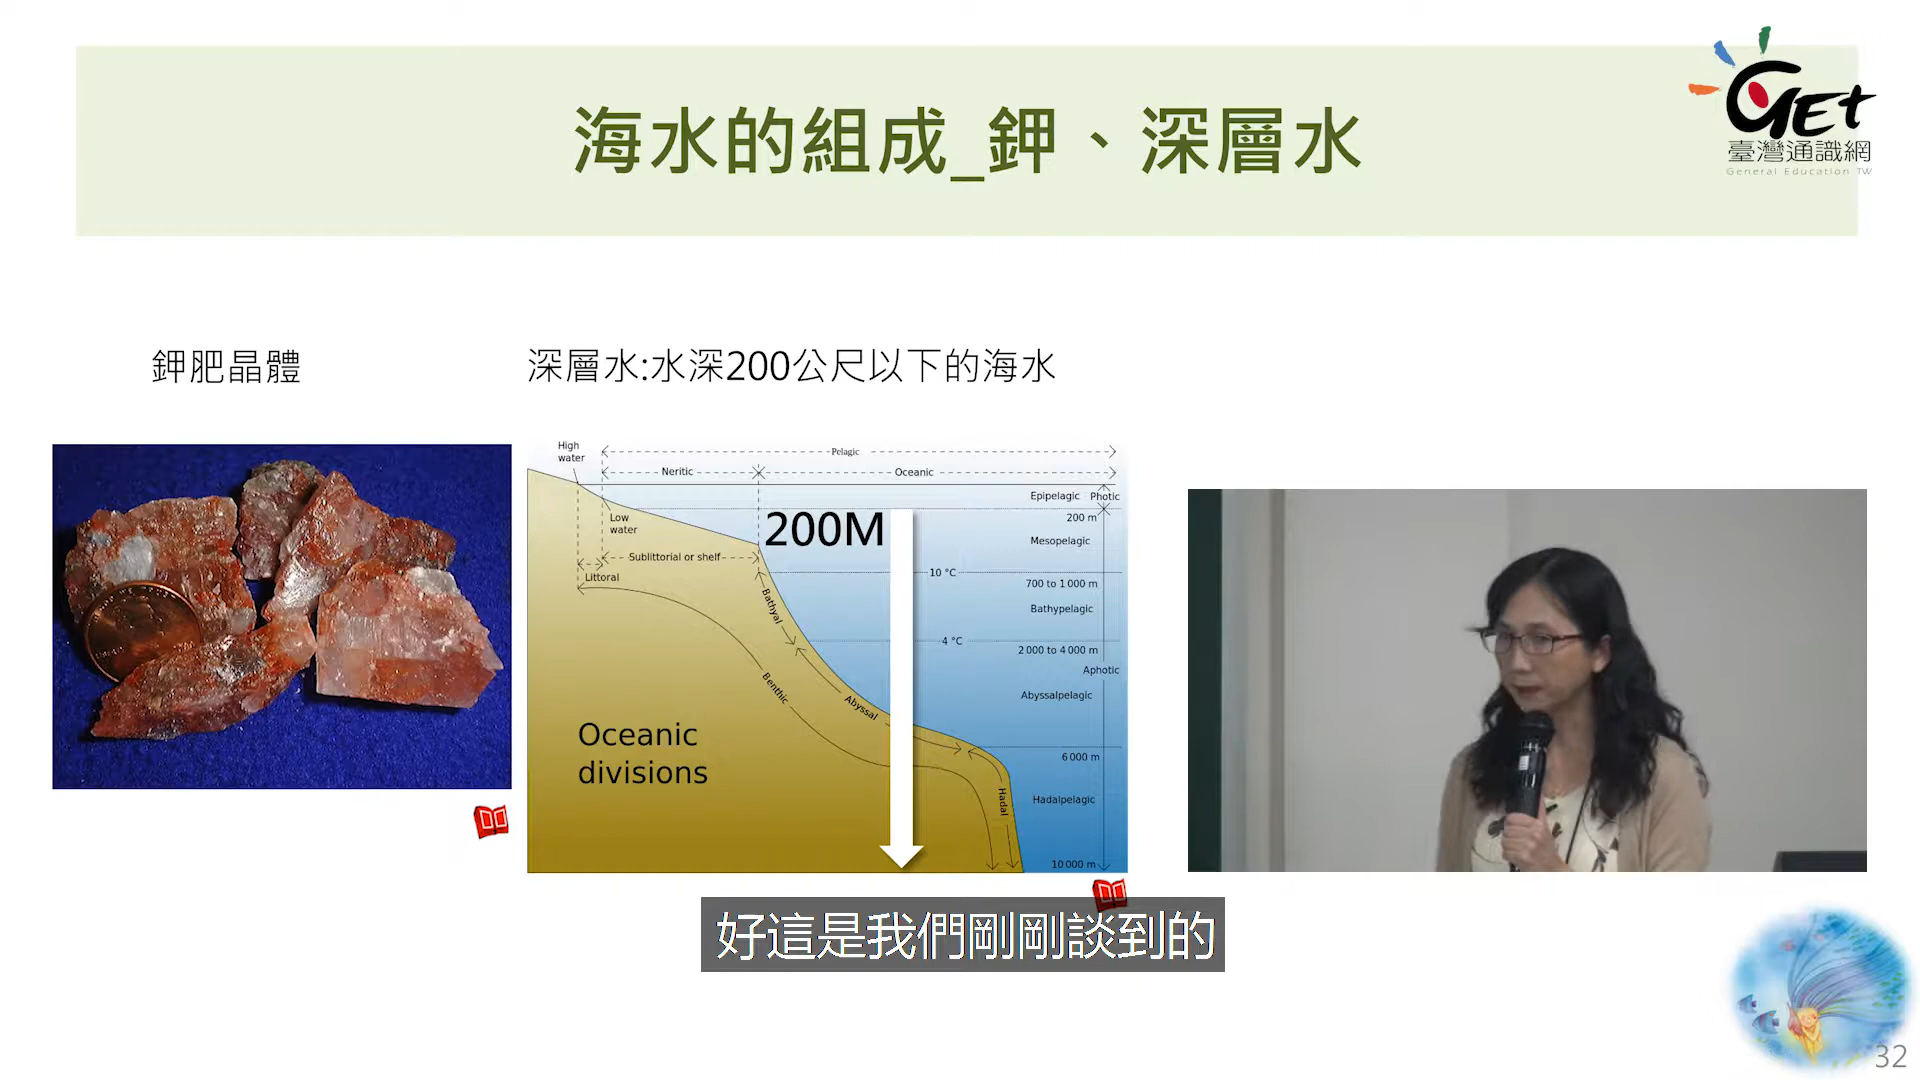 海水的組成_鉀、深層水
GEt
臺灣通識網
General Education TW
鉀肥晶體
深層水:水深200公尺以下的海水
High
water
Pelagic
Neritic
Oceanic
Epipelagic
Photic
Low
water
200M
200 m
Mesopelagic
Sublittorial or shelf
Littoral
10 °C
700 to 1 000 m
Bathyal
Bathypelagic
4 °C
2 000 to 4 000 m
Aphotic
Benthic
Abyssal
Abyssalpelagic
Oceanic
divisions
6 000 m
Hadal
Hadalpelagic
10 000 m
好這是我們剛剛談到的
32